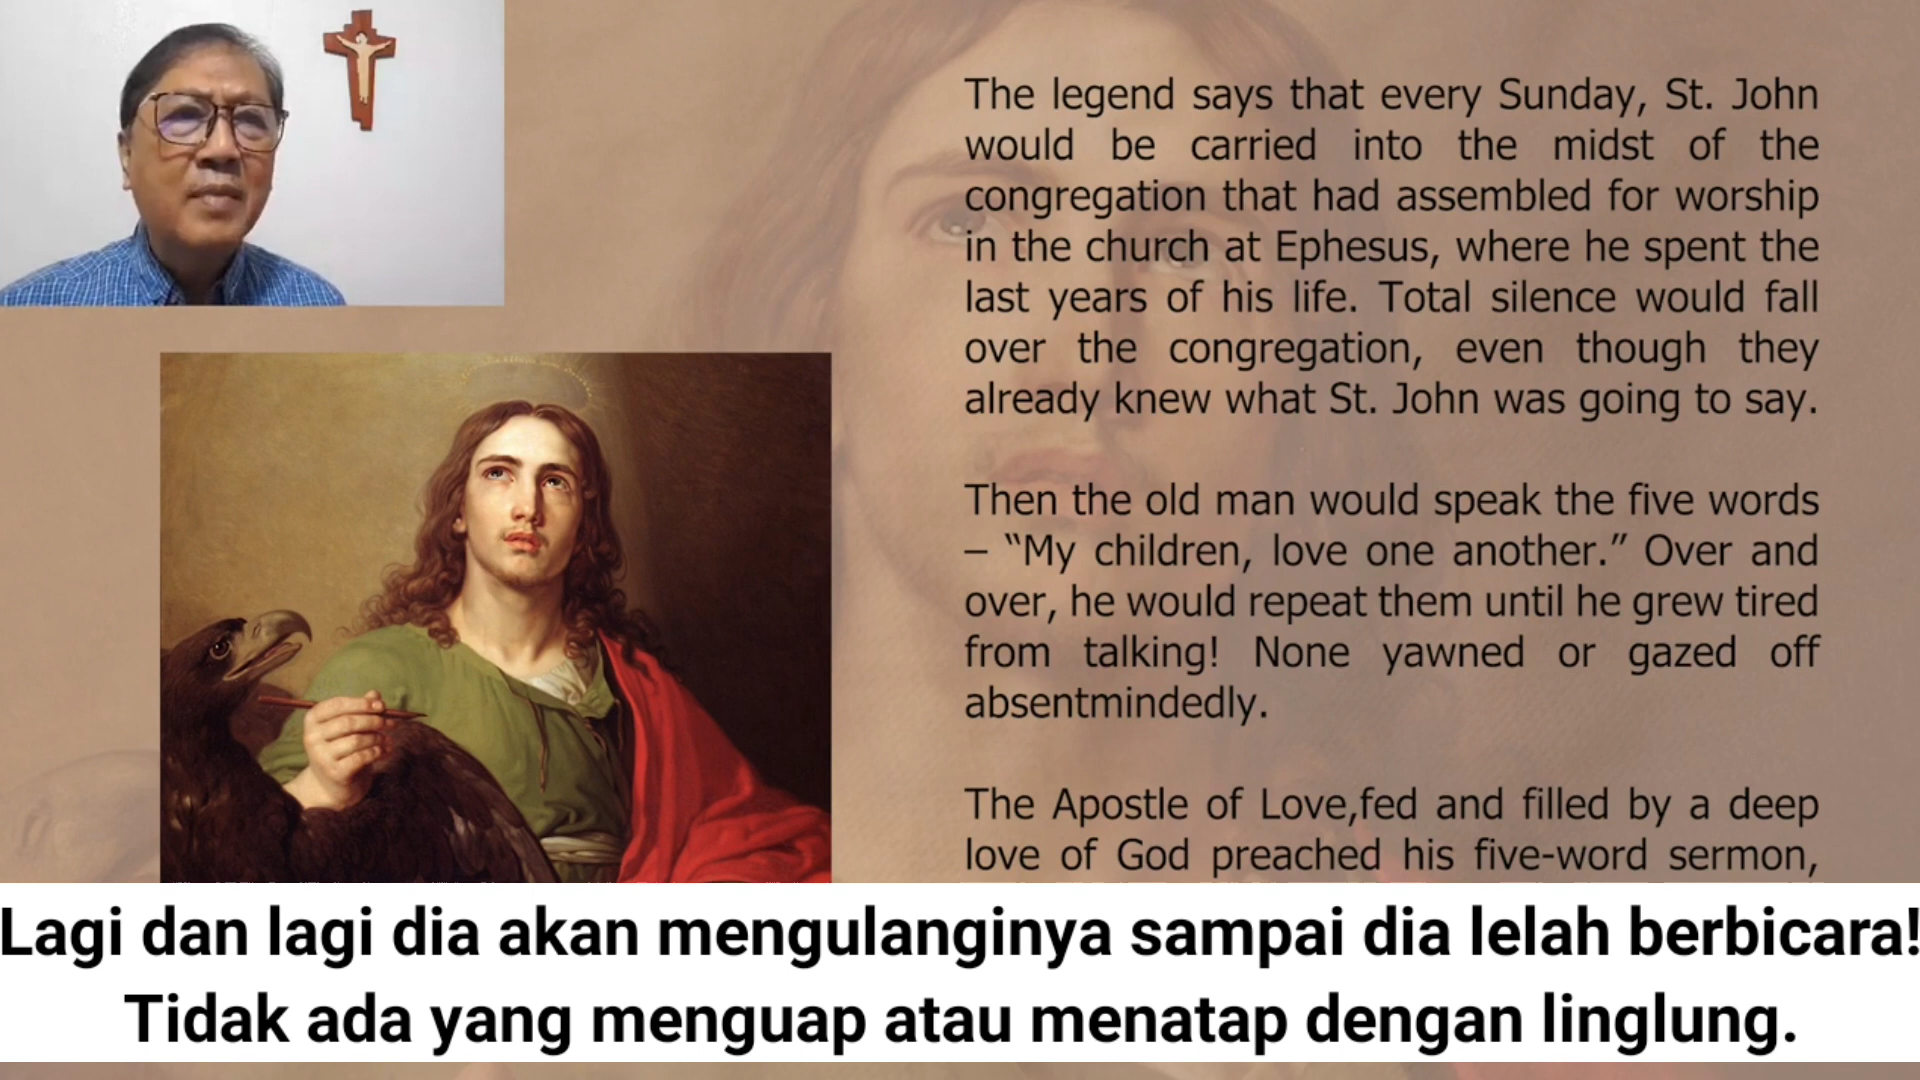 The legend says that every Sunday, St. John
would be carried into the midst of the
congregation that had assembled for worship
in the church at Ephesus, where he spent the
last years of his life. Total silence would fall
over the congregation, even though they
already knew what St. John was going to say.
Then the old man would speak the five words
– “My children, love one another.” Over and
over, he would repeat them until he grew tired
from talking! None yawned or gazed off
absentmindedly.
The Apostle of Love,fed and filled by a deep
love of God preached his five-word sermon,
Lagi dan lagi dia akan mengulanginya sampai dia lelah berbicara!
Tidak ada yang menguap atau menatap dengan linglung.